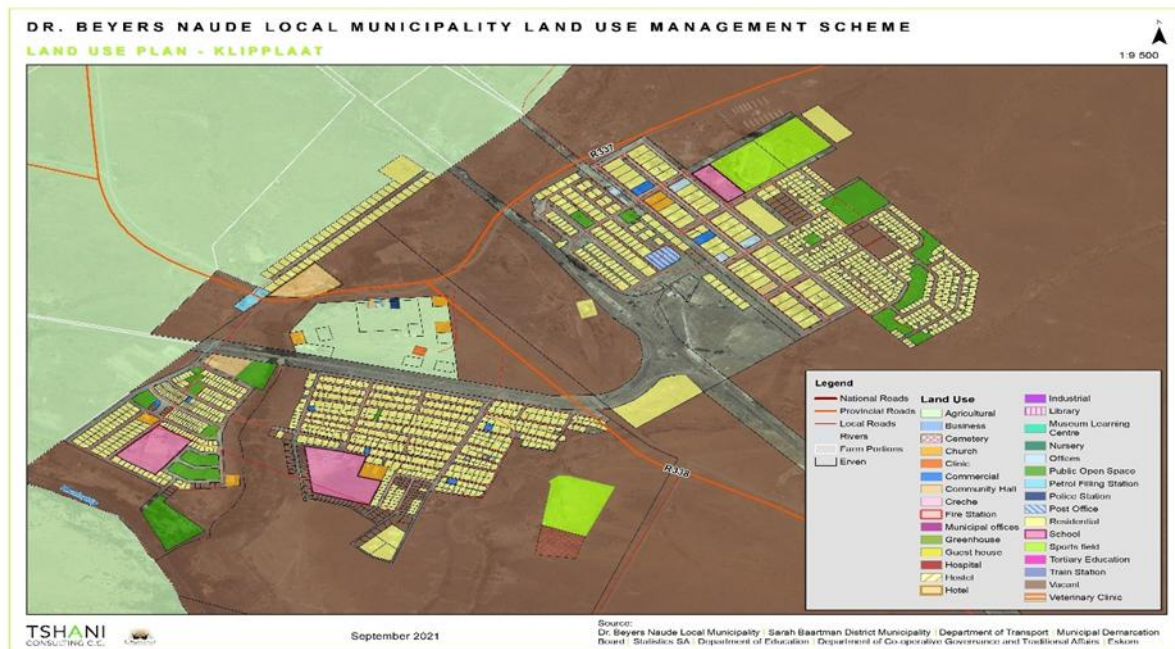 DR. BEYERS NAUDE LOCAL MUNICIPALITY LAND USE MANAGEMENT SCHEME
LAND USE PLAN - KLIPPLAAT
1:9 500
R337
R338
Legend
National Roads
Provincial Roads
Local Roads
Rivers
Farm Portions
Erven
Land Use
Agricultural
Business
Cemetery
Church
Clinic
Commercial
Community Hall
Creche
Fire Station
Municipal offices
Greenhouse
Guest house
Hospital
Hostel
Hotel
Industrial
Library
Museum Learning
Centre
Nursery
Offices
Public Open Space
Petrol Filling Station
Police Station
Post Office
Residential
School
Sports field
Tertiary Education
Train Station
Vacant
Veterinary Clinic
TSHANI
CONSULTING C.C.
September 2021
Source:
Dr. Beyers Naude Local Municipality | Sarah Baartman District Municipality | Department of Transport | Municipal Demarcation
Board | Statistics SA | Department of Education | Department of Co-operative Governance and Traditional Affairs | Eskom